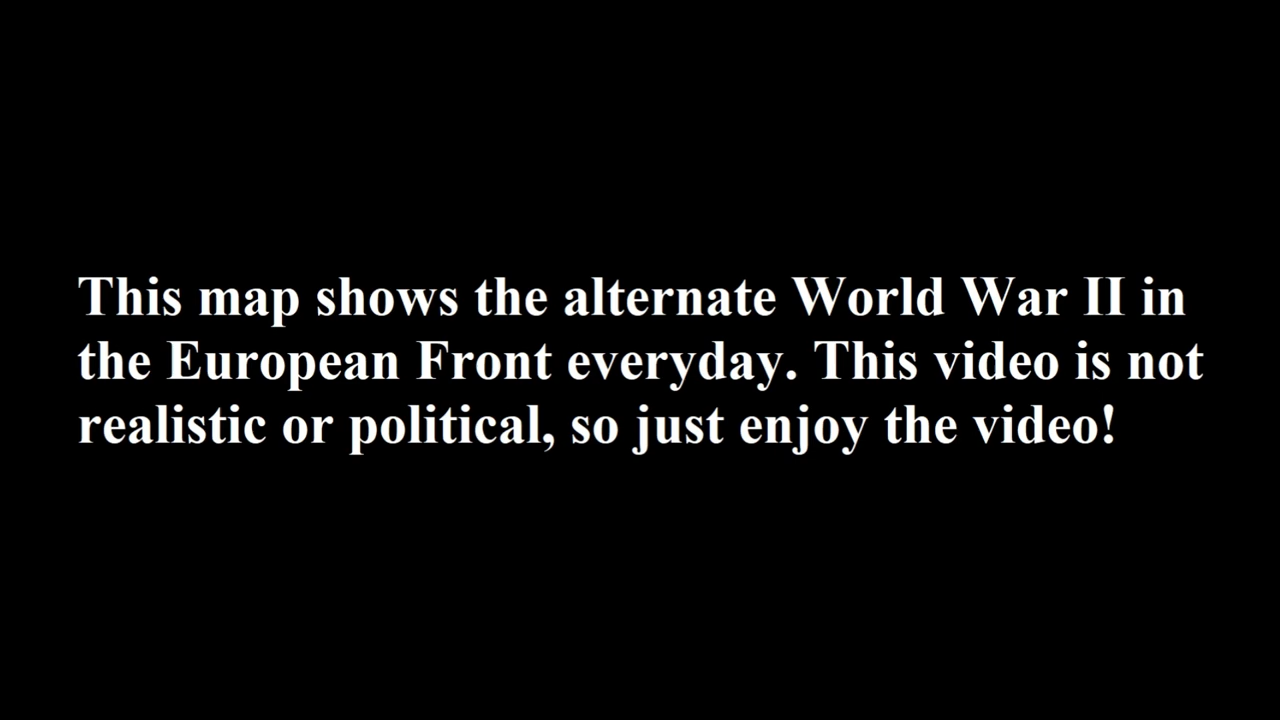 This map shows the alternate World War II in
the European Front everyday. This video is not
realistic or political, so just enjoy the video!